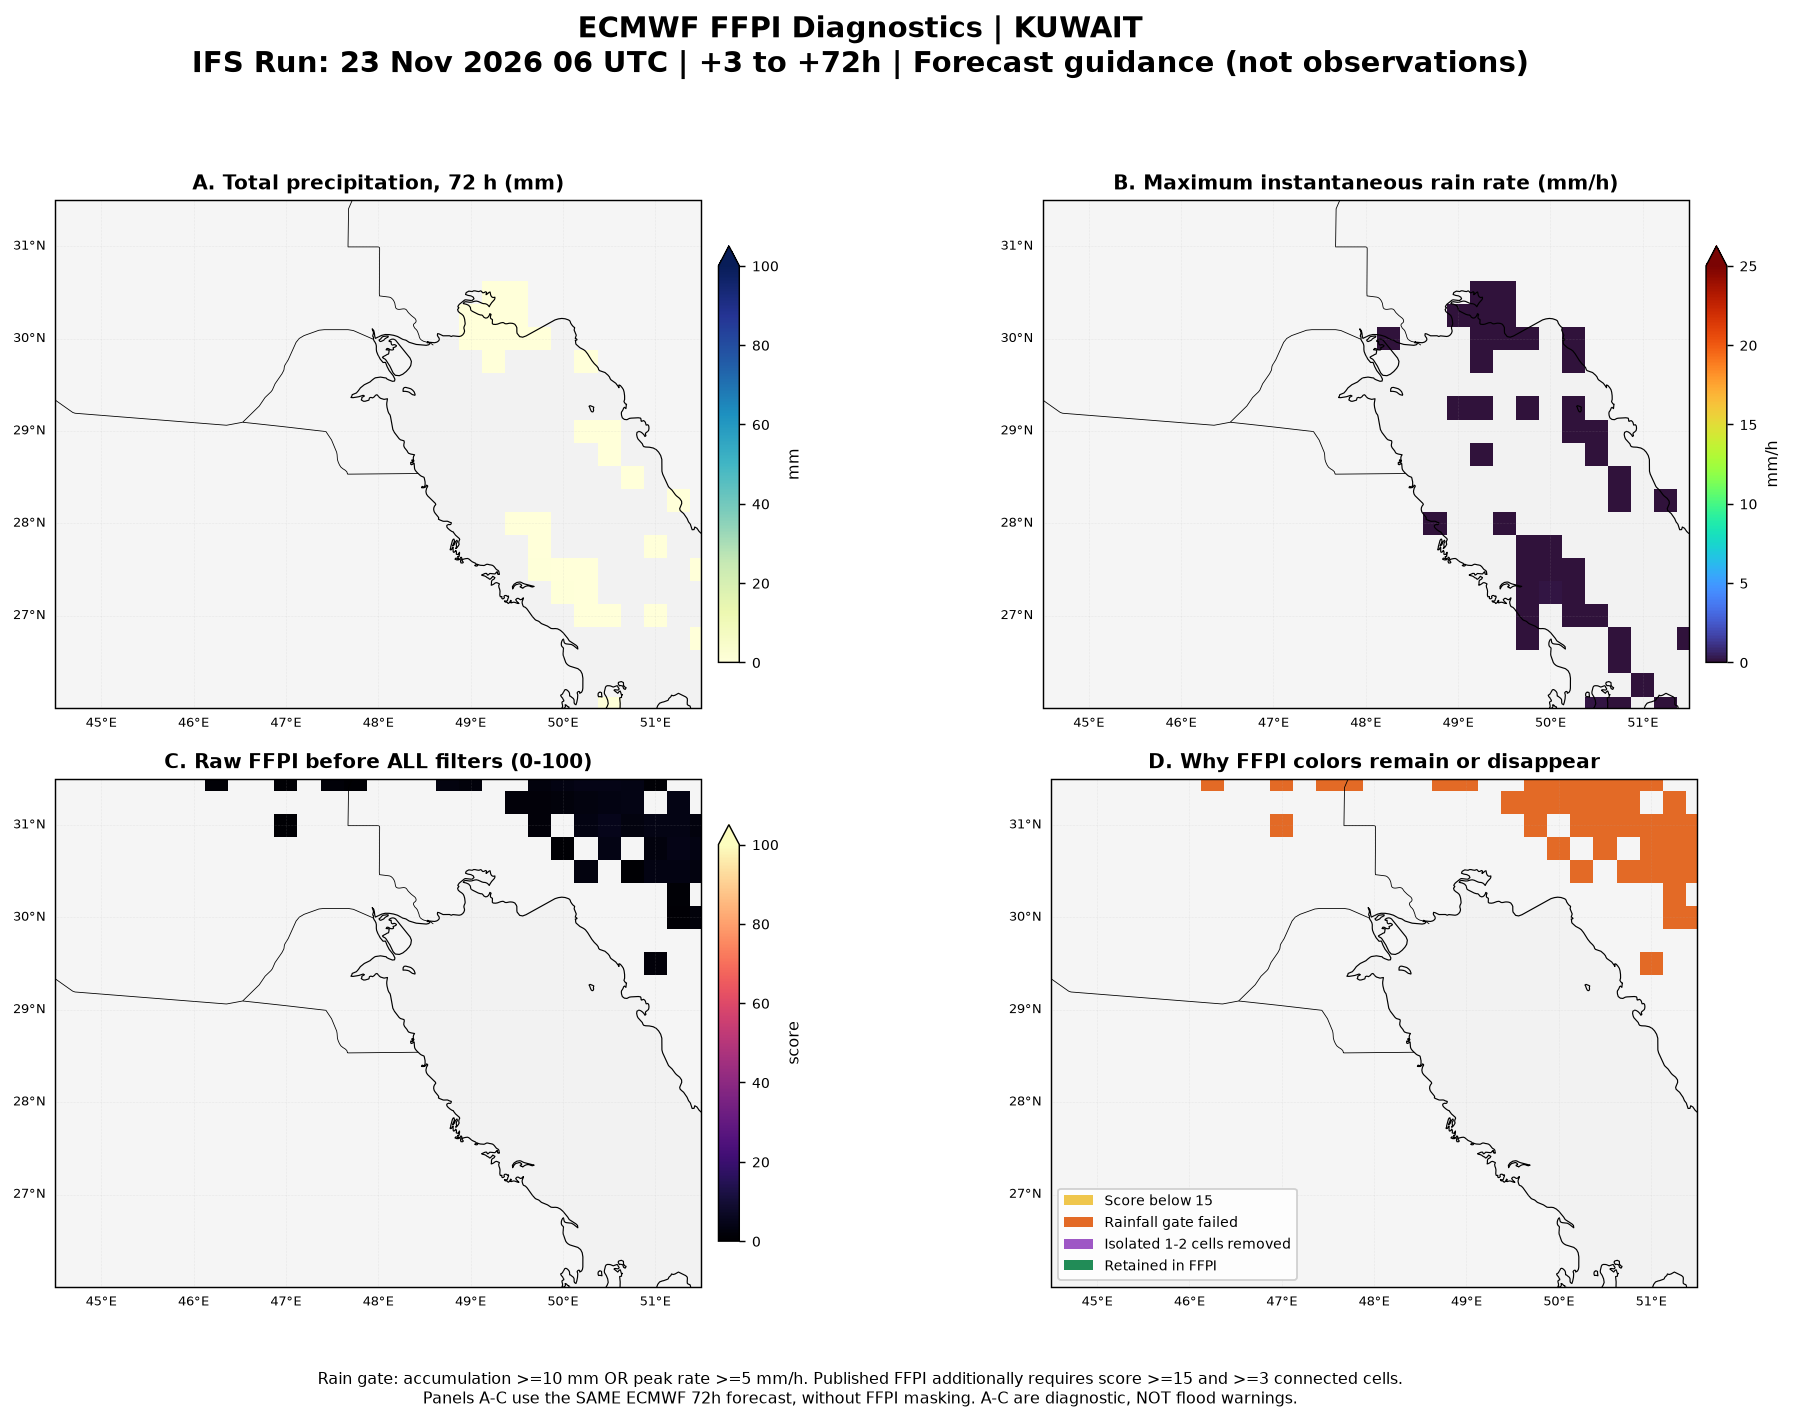 ECMWF FFPI Diagnostics | KUWAIT
IFS Run: 23 Nov 2026 06 UTC | +3 to +72h | Forecast guidance (not observations)
A. Total precipitation, 72 h (mm)
31°N
30°N
29°N
28°N
27°N
45°E 46°E 47°E 48°E 49°E 50°E 51°E
100
80
60
40
20
0
mm
B. Maximum instantaneous rain rate (mm/h)
31°N
30°N
29°N
28°N
27°N
45°E 46°E 47°E 48°E 49°E 50°E 51°E
25
20
15
10
5
0
mm/h
C. Raw FFPI before ALL filters (0-100)
31°N
30°N
29°N
28°N
27°N
45°E 46°E 47°E 48°E 49°E 50°E 51°E
100
80
60
40
20
0
score
D. Why FFPI colors remain or disappear
31°N
30°N
29°N
28°N
27°N
Score below 15
Rainfall gate failed
Isolated 1-2 cells removed
Retained in FFPI
45°E 46°E 47°E 48°E 49°E 50°E 51°E
Rain gate: accumulation >=10 mm OR peak rate >=5 mm/h. Published FFPI additionally requires score >=15 and >=3 connected cells.
Panels A-C use the SAME ECMWF 72h forecast, without FFPI masking. A-C are diagnostic, NOT flood warnings.